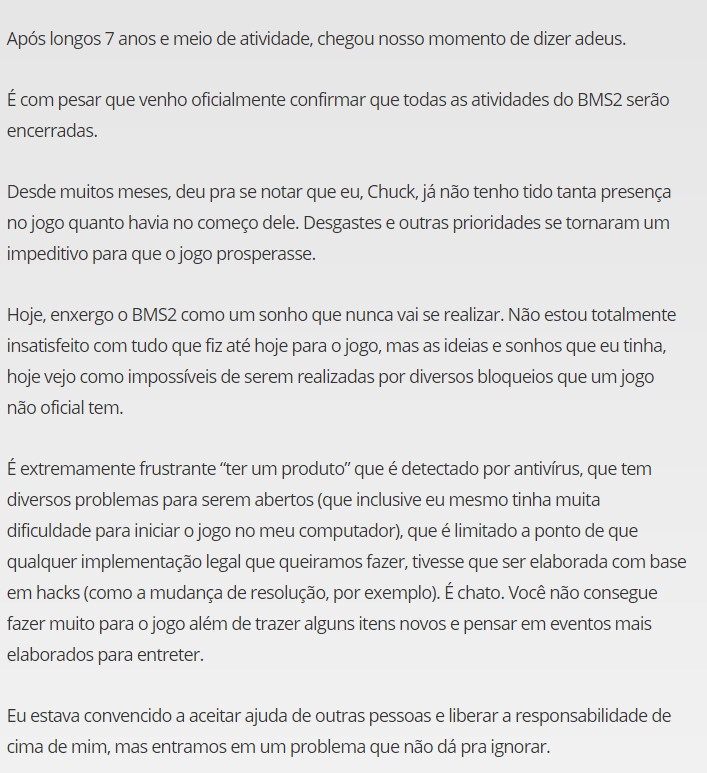 Após longos 7 anos e meio de atividade, chegou nosso momento de dizer adeus.
É com pesar que venho oficialmente confirmar que todas as atividades do BMS2 serão
encerradas.
Desde muitos meses, deu pra se notar que eu, Chuck, já não tenho tido tanta presença
no jogo quanto havia no começo dele. Desgastes e outras prioridades se tornaram um
impeditivo para que o jogo prosperasse.
Hoje, enxergo o BMS2 como um sonho que nunca vai se realizar. Não estou totalmente
insatisfeito com tudo que fiz até hoje para o jogo, mas as ideias e sonhos que eu tinha,
hoje vejo como impossíveis de serem realizadas por diversos bloqueios que um jogo
não oficial tem.
É extremamente frustrante “ter um produto” que é detectado por antivírus, que tem
diversos problemas para serem abertos (que inclusive eu mesmo tinha muita
dificuldade para iniciar o jogo no meu computador), que é limitado a ponto de que
qualquer implementação legal que queiramos fazer, tivesse que ser elaborada com base
em hacks (como a mudança de resolução, por exemplo). É chato. Você não consegue
fazer muito para o jogo além de trazer alguns itens novos e pensar em eventos mais
elaborados para entreter.
Eu estava convencido a aceitar ajuda de outras pessoas e liberar a responsabilidade de
cima de mim, mas entramos em um problema que não dá pra ignorar.